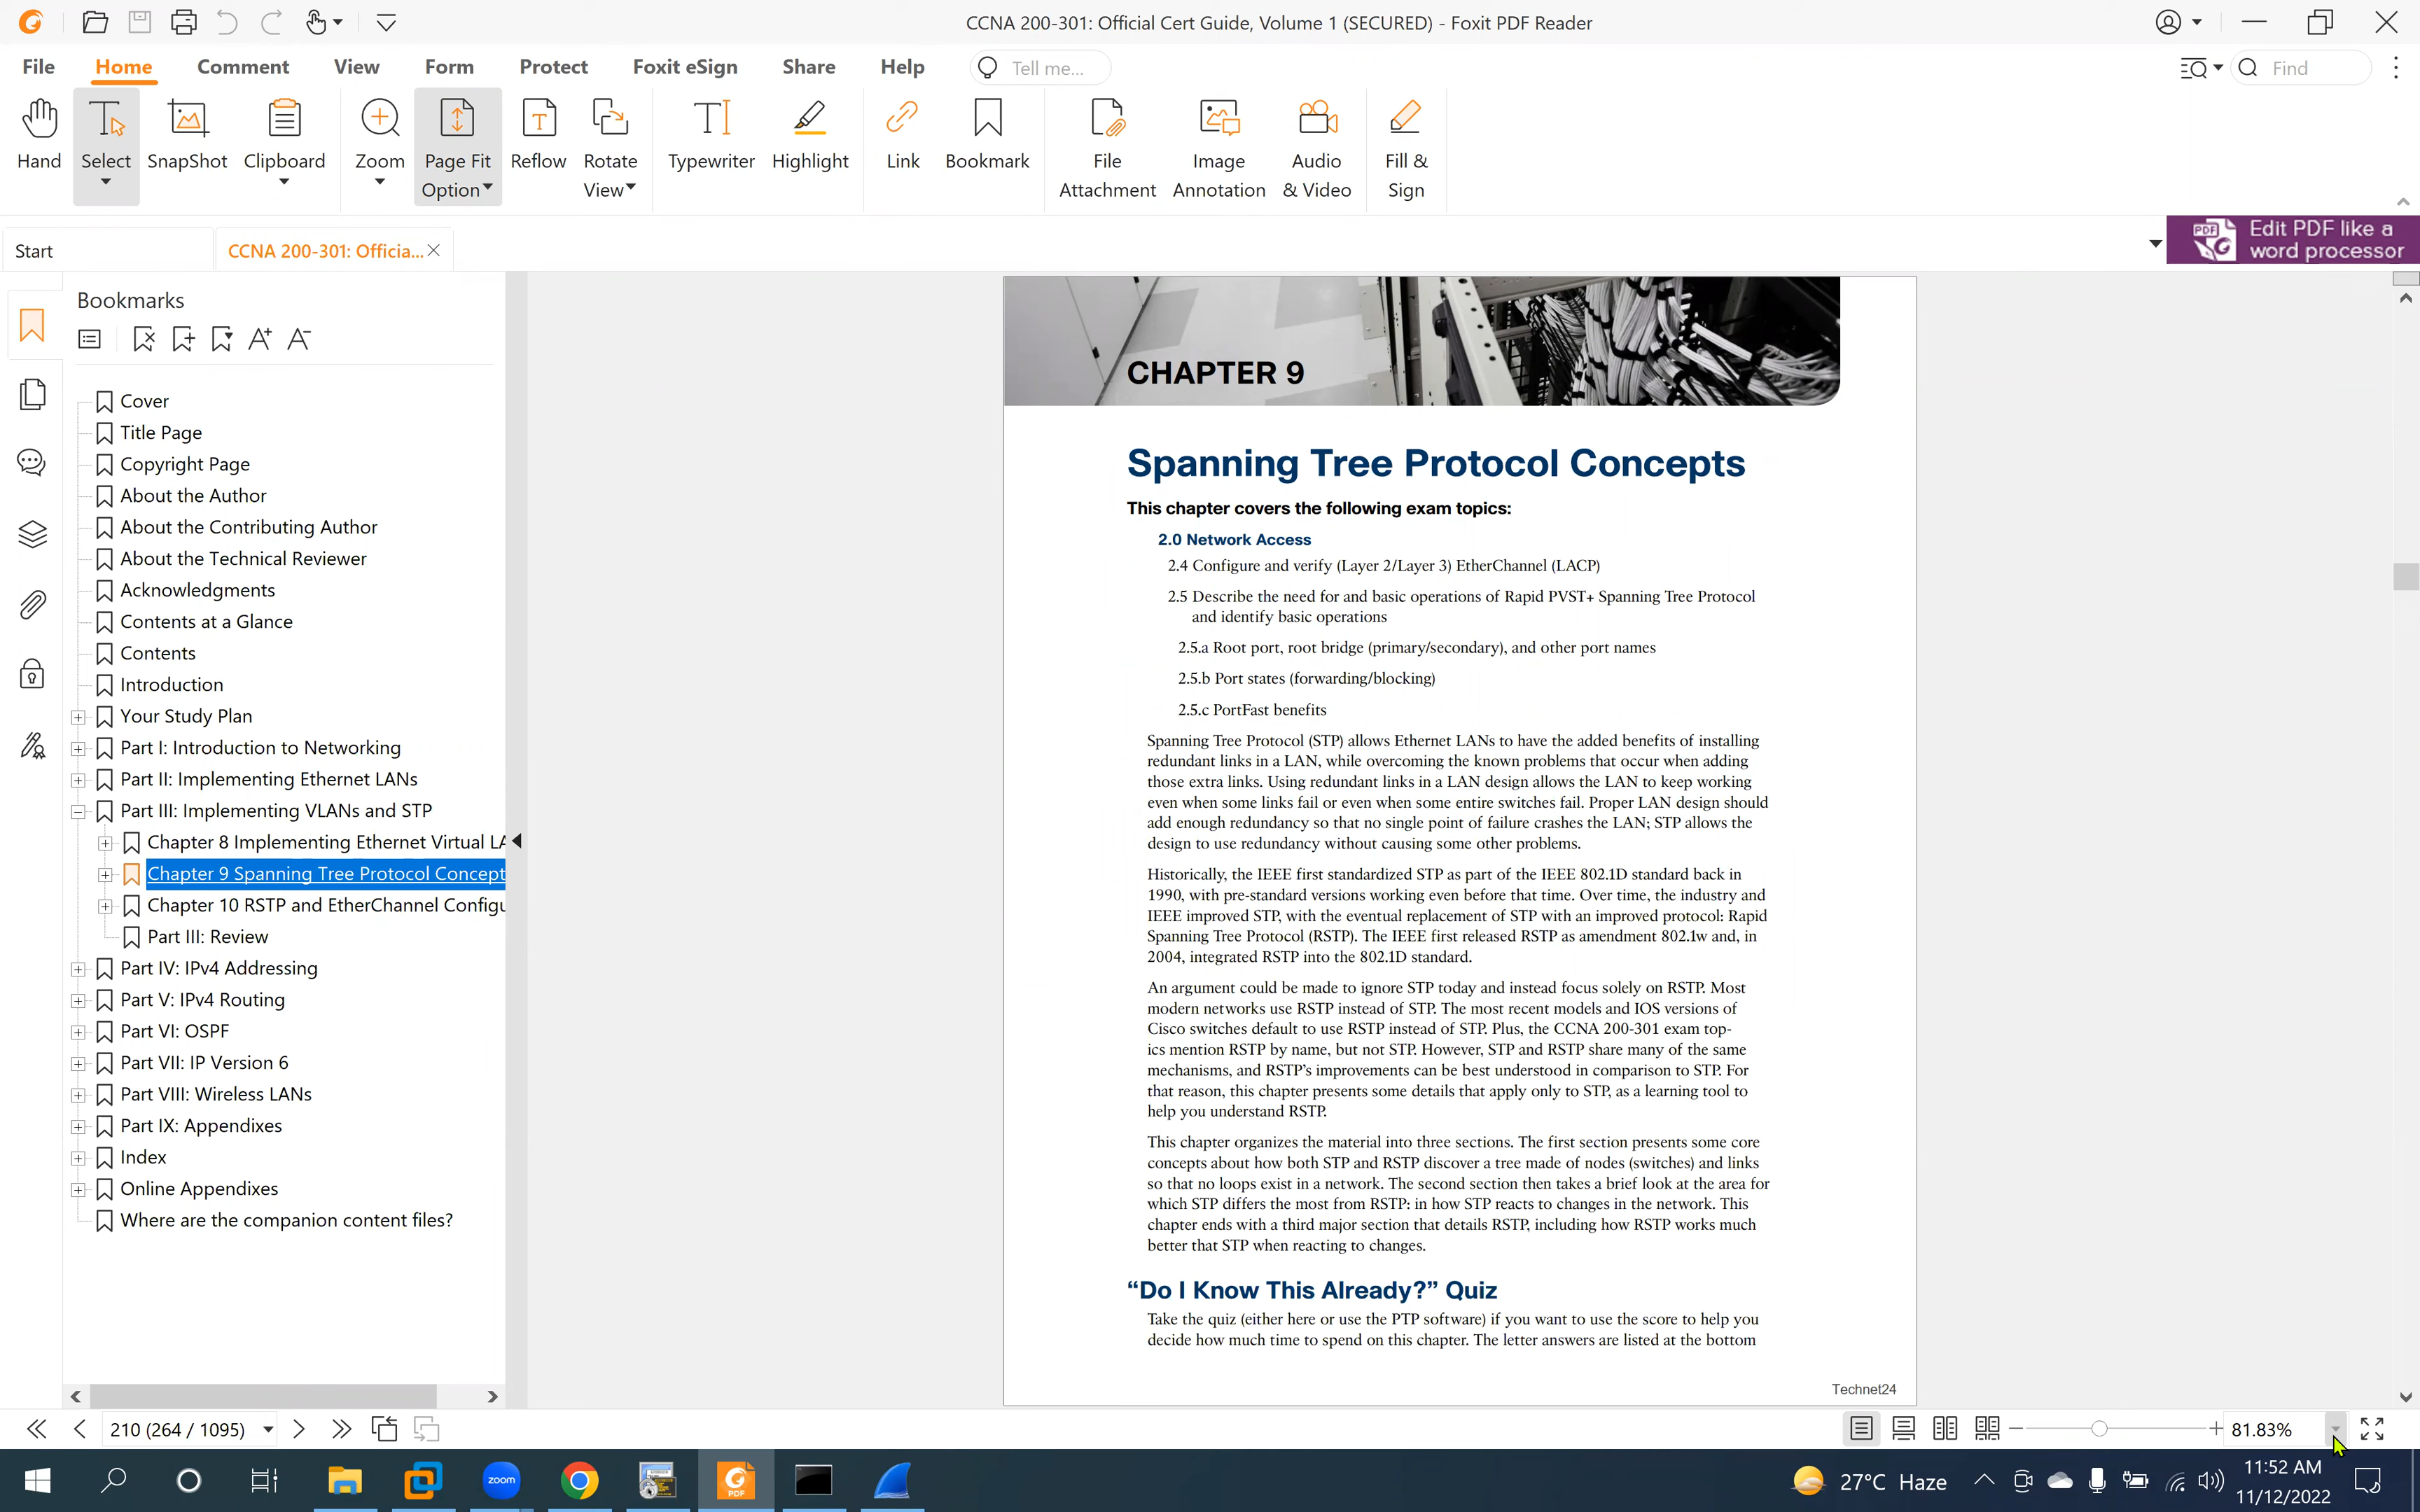 CCNA 200-301: Official Cert Guide, Volume 1 (SECURED) - Foxit PDF Reader
File Home Comment View Form Protect Foxit eSign Share Help Tell me... Find
Hand Select SnapShot Clipboard Zoom Page Fit Option Reflow Rotate View Typewriter Highlight Link Bookmark File Attachment Image Annotation Audio & Video Fill & Sign
Start CCNA 200-301: Officia... Edit PDF like a
word processor
Bookmarks
Cover
Title Page
Copyright Page
About the Author
About the Contributing Author
About the Technical Reviewer
Acknowledgments
Contents at a Glance
Contents
Introduction
Your Study Plan
Part I: Introduction to Networking
Part II: Implementing Ethernet LANs
Part III: Implementing VLANs and STP
Chapter 8 Implementing Ethernet Virtual LA
Chapter 9 Spanning Tree Protocol Concept
Chapter 10 RSTP and EtherChannel Configu
Part III: Review
Part IV: IPv4 Addressing
Part V: IPv4 Routing
Part VI: OSPF
Part VII: IP Version 6
Part VIII: Wireless LANs
Part IX: Appendixes
Index
Online Appendixes
Where are the companion content files?
CHAPTER 9
Spanning Tree Protocol Concepts
This chapter covers the following exam topics:
2.0 Network Access
2.4 Configure and verify (Layer 2/Layer 3) EtherChannel (LACP)
2.5 Describe the need for and basic operations of Rapid PVST+ Spanning Tree Protocol
and identify basic operations
2.5.a Root port, root bridge (primary/secondary), and other port names
2.5.b Port states (forwarding/blocking)
2.5.c PortFast benefits
Spanning Tree Protocol (STP) allows Ethernet LANs to have the added benefits of installing
redundant links in a LAN, while overcoming the known problems that occur when adding
those extra links. Using redundant links in a LAN design allows the LAN to keep working
even when some links fail or even when some entire switches fail. Proper LAN design should
add enough redundancy so that no single point of failure crashes the LAN; STP allows the
design to use redundancy without causing some other problems.
Historically, the IEEE first standardized STP as part of the IEEE 802.1D standard back in
1990, with pre-standard versions working even before that time. Over time, the industry and
IEEE improved STP, with the eventual replacement of STP with an improved protocol: Rapid
Spanning Tree Protocol (RSTP). The IEEE first released RSTP as amendment 802.1w and, in
2004, integrated RSTP into the 802.1D standard.
An argument could be made to ignore STP today and instead focus solely on RSTP. Most
modern networks use RSTP instead of STP. The most recent models and IOS versions of
Cisco switches default to use RSTP instead of STP. Plus, the CCNA 200-301 exam top-
ics mention RSTP by name, but not STP. However, STP and RSTP share many of the same
mechanisms, and RSTP's improvements can be best understood in comparison to STP. For
that reason, this chapter presents some details that apply only to STP, as a learning tool to
help you understand RSTP.
This chapter organizes the material into three sections. The first section presents some core
concepts about how both STP and RSTP discover a tree made of nodes (switches) and links
so that no loops exist in a network. The second section then takes a brief look at the area for
which STP differs the most from RSTP: in how STP reacts to changes in the network. This
chapter ends with a third major section that details RSTP, including how RSTP works much
better that STP when reacting to changes.
“Do I Know This Already?” Quiz
Take the quiz (either here or use the PTP software) if you want to use the score to help you
decide how much time to spend on this chapter. The letter answers are listed at the bottom
Technet24
210 (264 / 1095) 81.83%
zoom PDF 27°C Haze 11:52 AM
11/12/2022